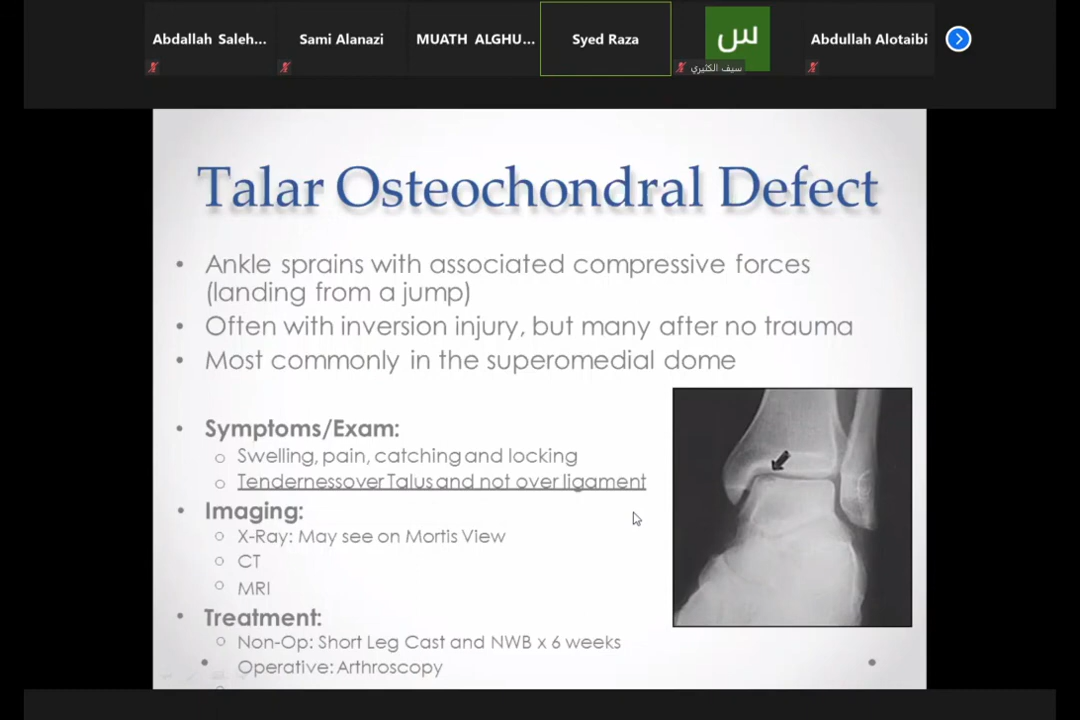 Abdallah Saleh...
Sami Alanazi
MUATH ALGHU...
Syed Raza
س
سيف الكثيري
Abdullah Alotaibi
Talar Osteochondral Defect
• Ankle sprains with associated compressive forces
(landing from a jump)
• Often with inversion injury, but many after no trauma
• Most commonly in the superomedial dome
• Symptoms/Exam:
○ Swelling, pain, catching and locking
○ Tendernessover Talus and not over ligament
• Imaging:
○ X-Ray: May see on Mortis View
○ CT
○ MRI
• Treatment:
○ Non-Op: Short Leg Cast and NWB x 6 weeks
Operative: Arthroscopy